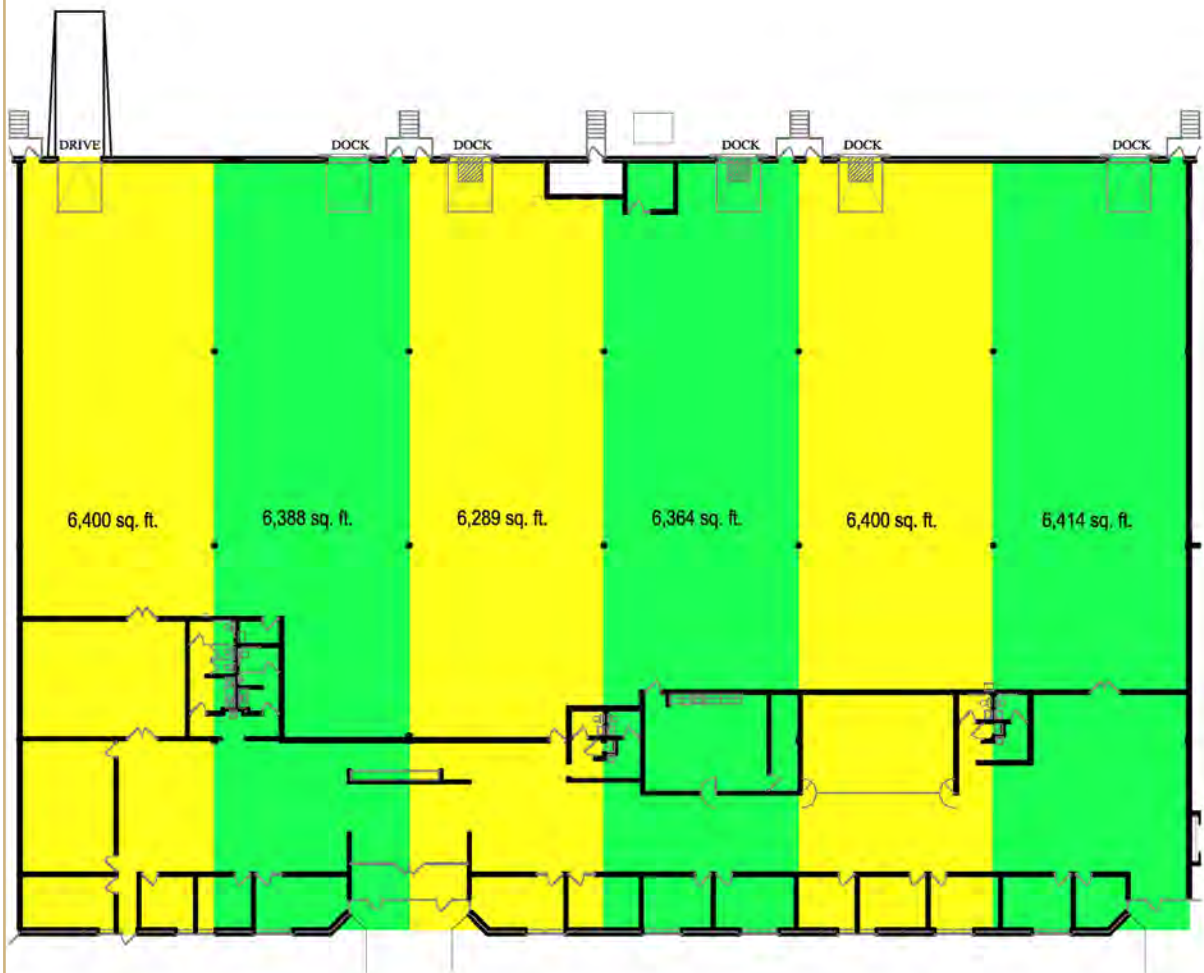 DRIVE
DOCK
DOCK
DOCK
DOCK
DOCK
6,400 sq. ft.
6,388 sq. ft.
6,289 sq. ft.
6,364 sq. ft.
6,400 sq. ft.
6,414 sq. ft.